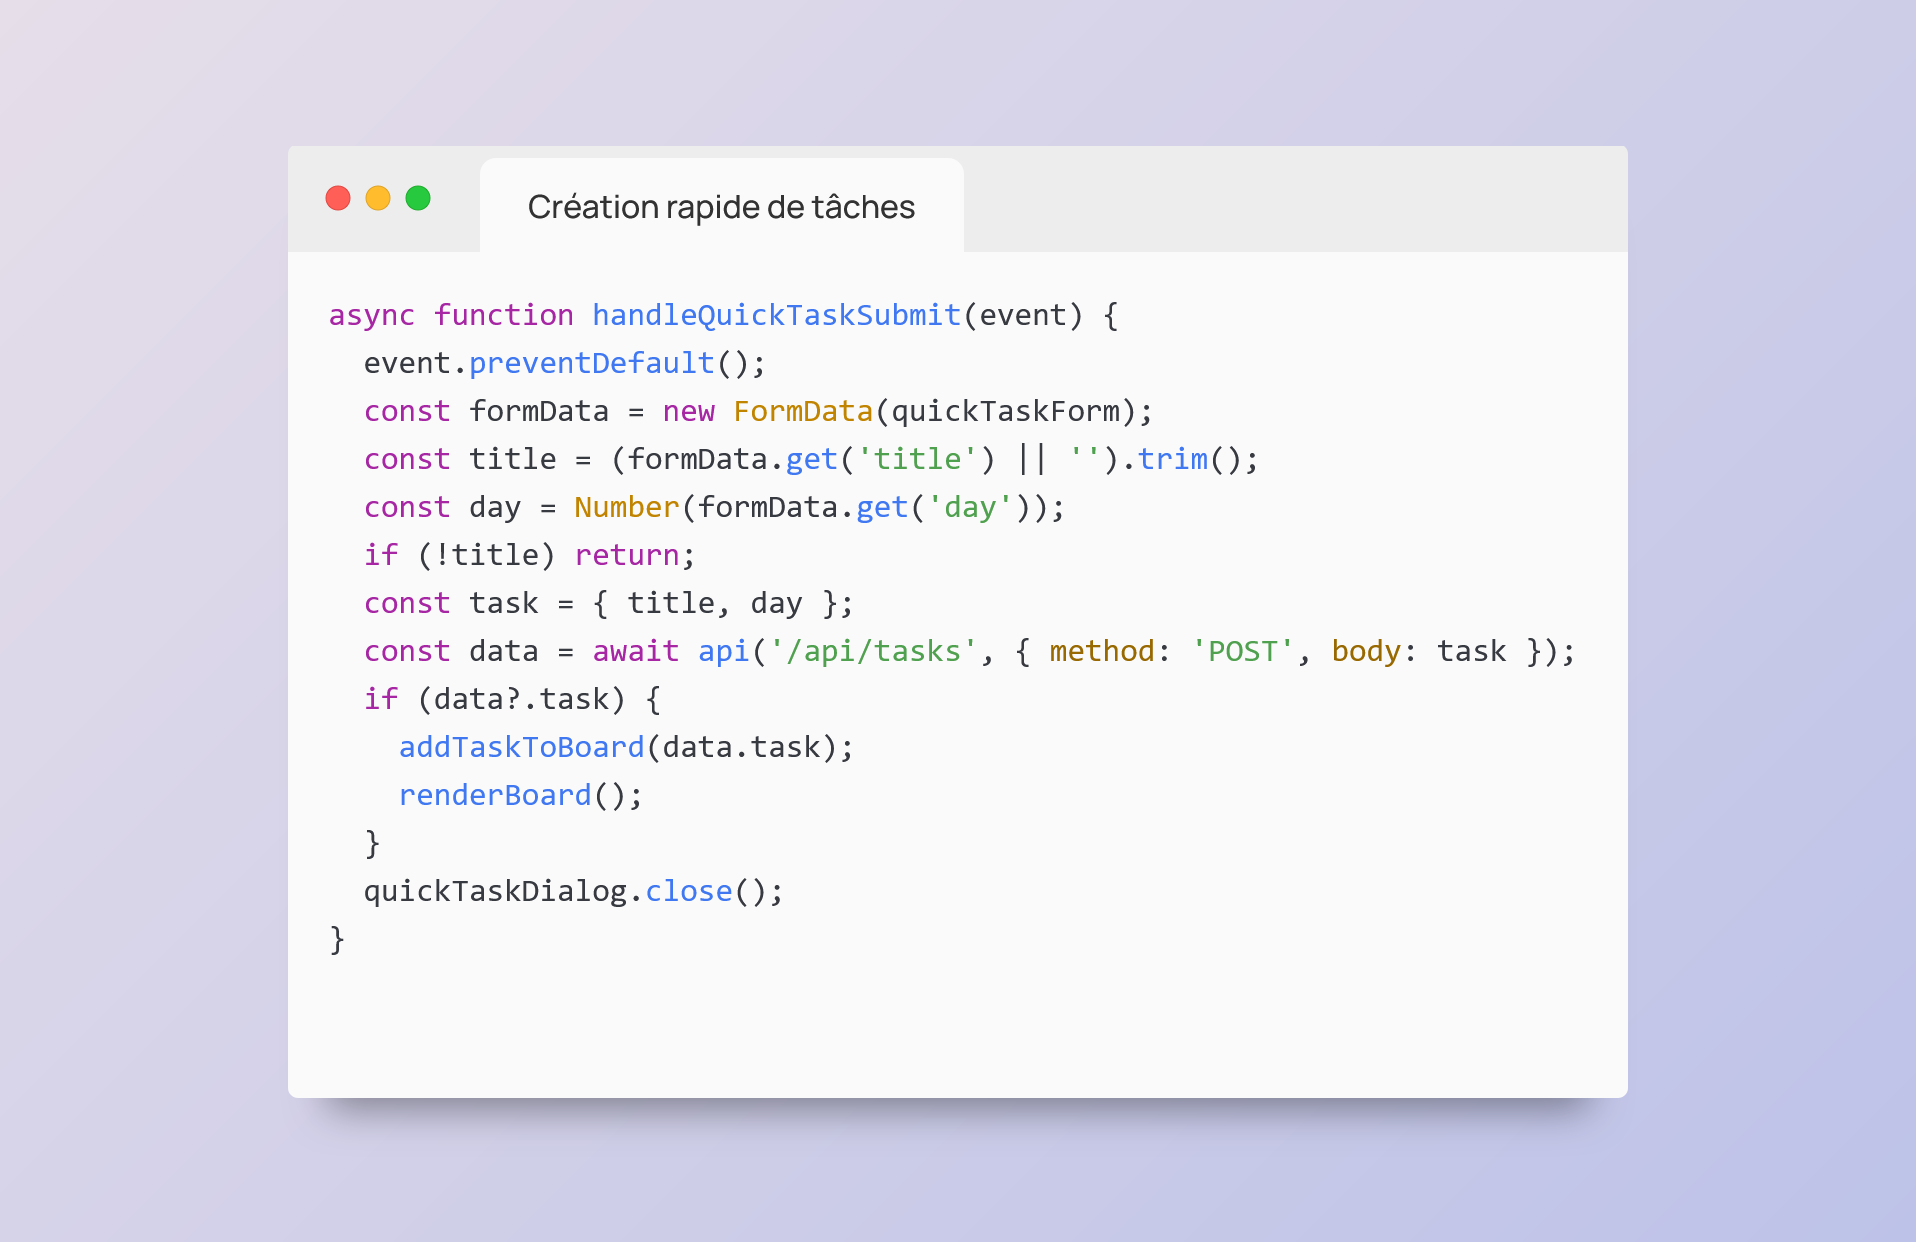 Création rapide de tâches
async function handleQuickTaskSubmit(event) {
  event.preventDefault();
  const formData = new FormData(quickTaskForm);
  const title = (formData.get('title') || '').trim();
  const day = Number(formData.get('day'));
  if (!title) return;
  const task = { title, day };
  const data = await api('/api/tasks', { method: 'POST', body: task });
  if (data?.task) {
    addTaskToBoard(data.task);
    renderBoard();
  }
  quickTaskDialog.close();
}